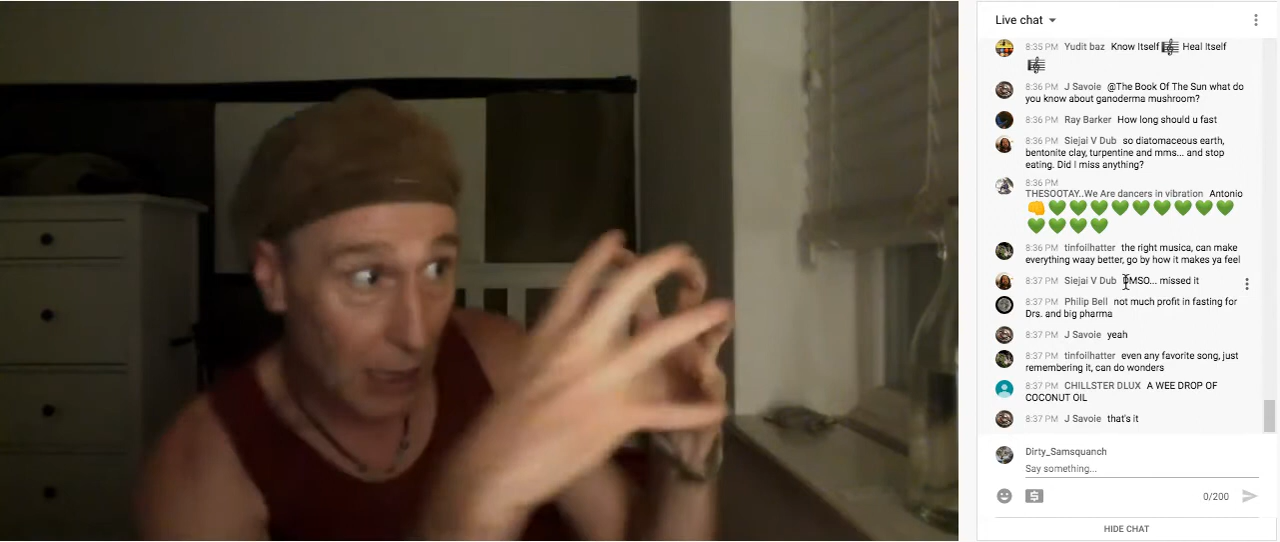 Live chat
8:35 PM Yudit baz Know Itself 🎼 Heal Itself
🎼
8:36 PM J Savoie @The Book Of The Sun what do
you know about ganoderma mushroom?
8:36 PM Ray Barker How long should u fast
8:36 PM Siejai V Dub so diatomaceous earth,
bentonite clay, turpentine and mms... and stop
eating. Did I miss anything?
8:36 PM
THESOOTAY..We Are dancers in vibration Antonio
👊💚💚💚💚💚💚💚💚💚
💚💚💚💚
8:36 PM tinfoilhatter the right musica, can make
everything waay better, go by how it makes ya feel
8:37 PM Siejai V Dub DMSO... missed it
8:37 PM Philip Bell not much profit in fasting for
Drs. and big pharma
8:37 PM J Savoie yeah
8:37 PM tinfoilhatter even any favorite song, just
remembering it, can do wonders
8:37 PM CHILLSTER DLUX A WEE DROP OF
COCONUT OIL
8:37 PM J Savoie that's it
Dirty_Samsquanch
Say something...
0/200
HIDE CHAT